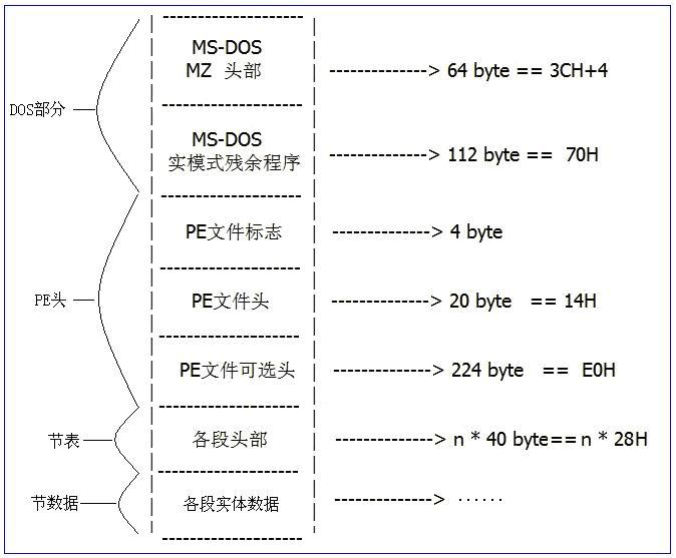 MS-DOS
MZ 头部
--------------> 64 byte == 3CH+4
DOS部分
MS-DOS
实模式残余程序
--------------> 112 byte == 70H
PE文件标志
--------------> 4 byte
PE头
PE文件头
--------------> 20 byte == 14H
PE文件可选头
--------------> 224 byte == E0H
节表
各段头部
--------------> n * 40 byte==n * 28H
节数据
各段实体数据
--------------> ······